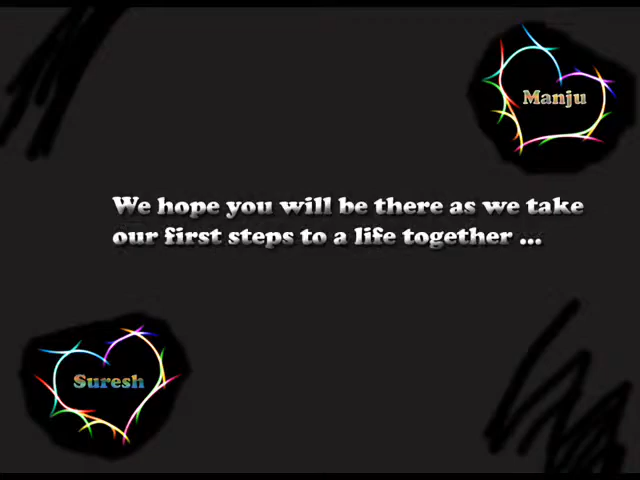 Manju
We hope you will be there as we take
our first steps to a life together ...
Suresh